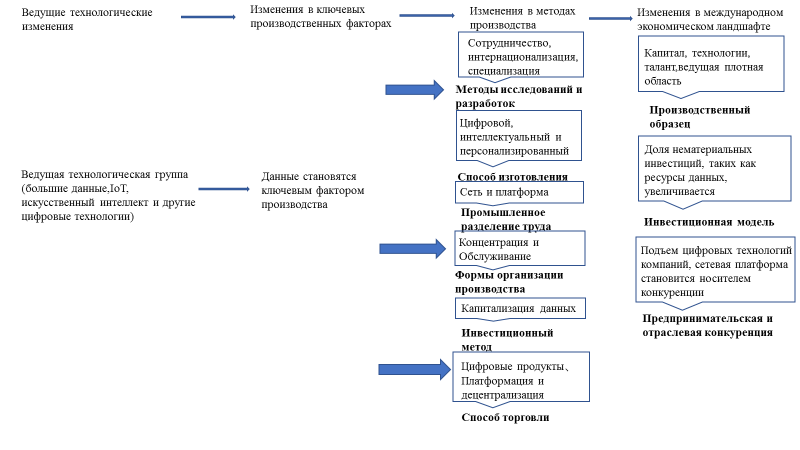 Ведущие технологические
изменения
Изменения в ключевых
производственных факторах
Изменения в методах
производства
Изменения в международном
экономическом ландшафте
Ведущая технологическая группа
(большие данные,IoT,
искусственный интеллект и другие
цифровые технологии)
Данные становятся
ключевым фактором
производства
Сотрудничество,
интернационализация,
специализация
Методы исследований и
разработок
Цифровой,
интеллектуальный и
персонализированный
Способ изготовления
Сеть и платформа
Промышленное
разделение труда
Концентрация и
Обслуживание
Формы организации
производства
Капитализация данных
Инвестиционный
метод
Цифровые продукты、
Платформация и
децентрализация
Способ торговли
Капитал, технологии,
талант,ведущая плотная
область
Производственный
образец
Доля нематериальных
инвестиций, таких как
ресурсы данных,
увеличивается
Инвестиционная модель
Подъем цифровых технологий
компаний, сетевая платформа
становится носителем
конкуренции
Предпринимательская и
отраслевая конкуренция